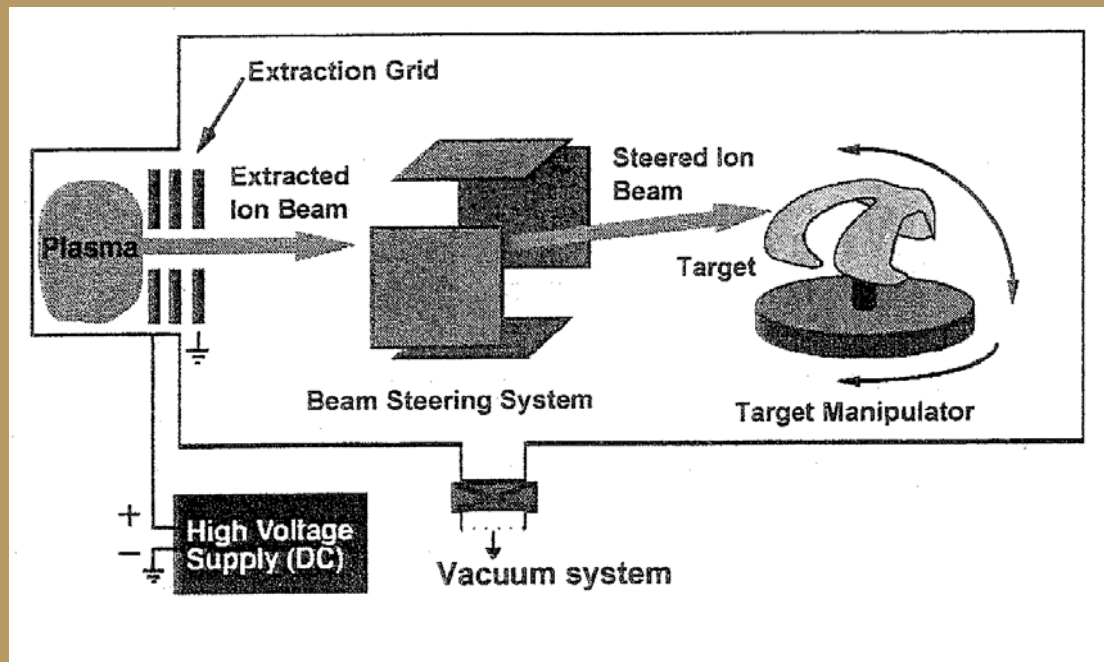 Extraction Grid
Extracted
Ion Beam
Steered Ion
Beam
Plasma
Target
Beam Steering System
Target Manipulator
+
High Voltage
−
Supply (DC)
Vacuum system